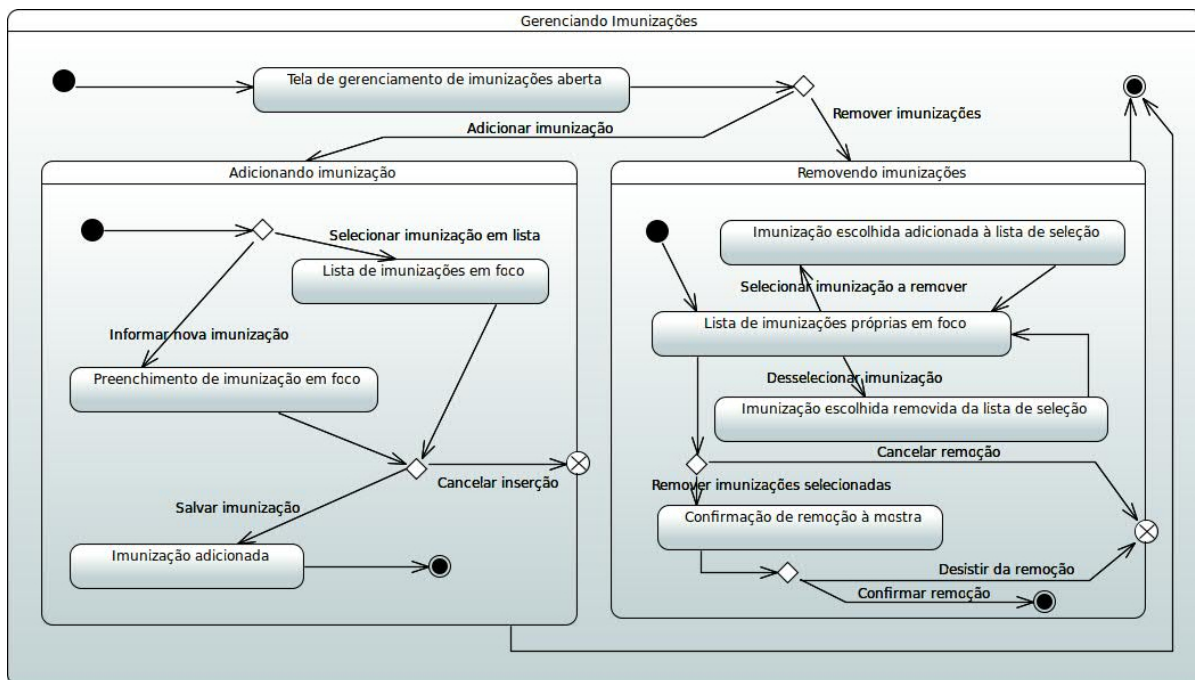 Gerenciando Imunizações
Tela de gerenciamento de imunizações aberta
Remover imunizações
Adicionar imunização
Adicionando imunização
Selecionar imunização em lista
Lista de imunizações em foco
Informar nova imunização
Preenchimento de imunização em foco
Cancelar inserção
Salvar imunização
Imunização adicionada
Removendo imunizações
Imunização escolhida adicionada à lista de seleção
Selecionar imunização a remover
Lista de imunizações próprias em foco
Desselecionar imunização
Imunização escolhida removida da lista de seleção
Cancelar remoção
Remover imunizações selecionadas
Confirmação de remoção à mostra
Desistir da remoção
Confirmar remoção